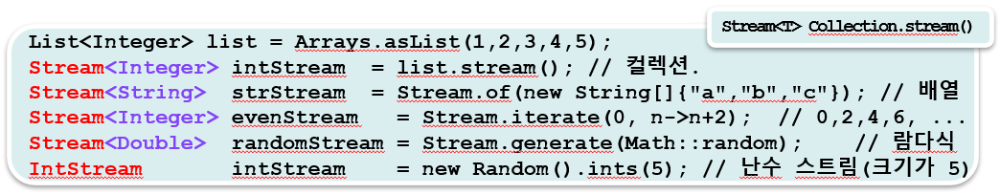 Stream<T> Collection.stream()
List<Integer> list = Arrays.asList(1,2,3,4,5);
Stream<Integer> intStream = list.stream(); // 컬렉션.
Stream<String> strStream = Stream.of(new String[]{"a","b","c"}); // 배열
Stream<Integer> evenStream = Stream.iterate(0, n->n+2); // 0,2,4,6, ...
Stream<Double> randomStream = Stream.generate(Math::random); // 람다식
IntStream intStream = new Random().ints(5); // 난수 스트림(크기가 5)